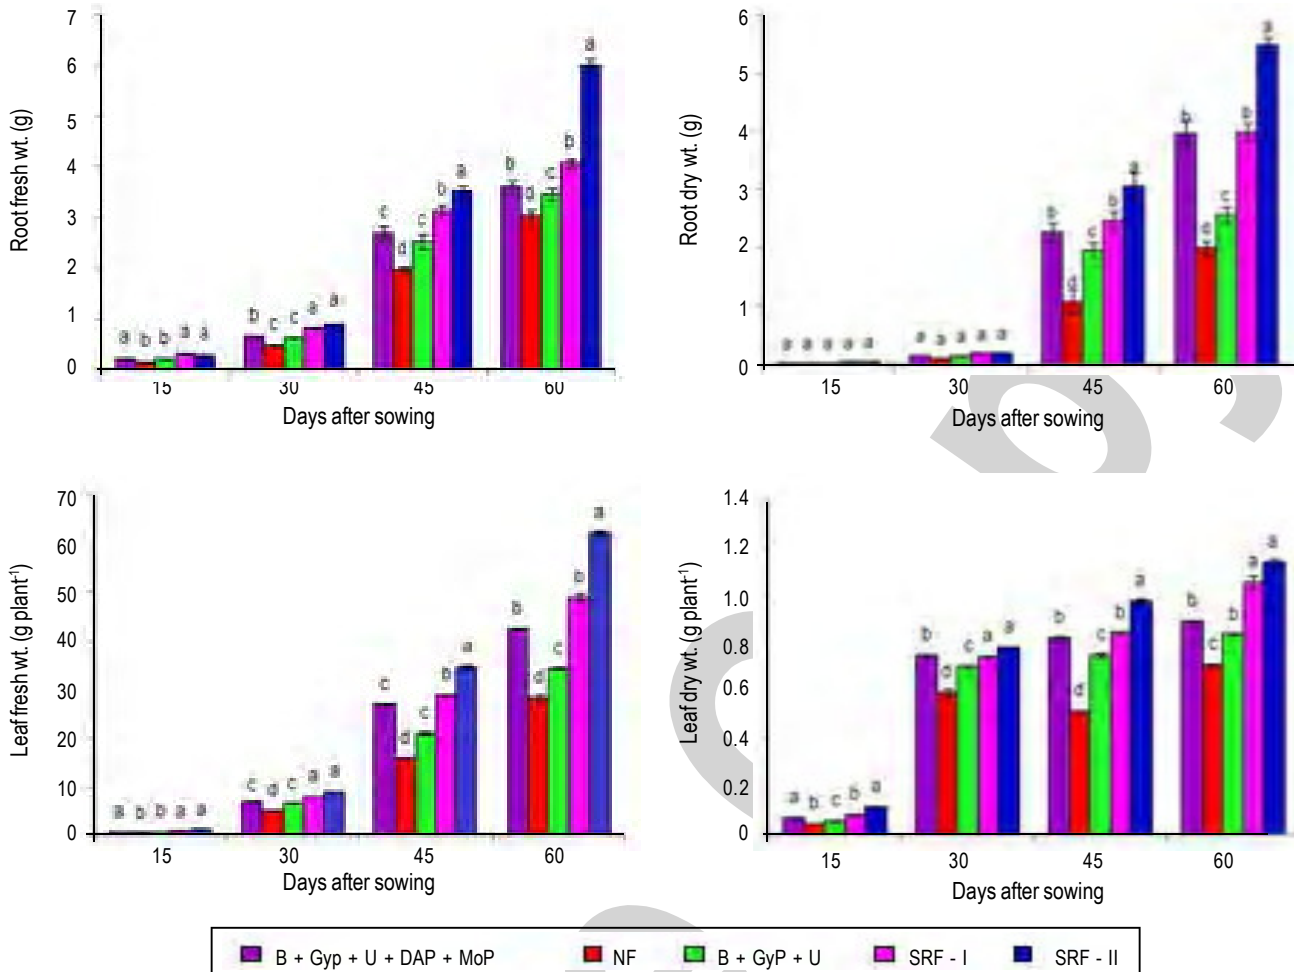 7
6
5
4
3
2
1
0
Root fresh wt. (g)
a b b a a
b c c a a
c d c b a
b d c b a
15 30 45 60
Days after sowing
6
5
4
3
2
1
0
Root dry wt. (g)
a a a a a
a a a a a
c b a
b d c a
15 30 45 60
Days after sowing
70
60
50
40
30
20
10
0
Leaf fresh wt. (g plant-1)
a b b a a
c d c a a
c d c b a
b d c b a
15 30 45 60
Days after sowing
1.4
1.2
1.0
0.8
0.6
0.4
0.2
0
Leaf dry wt. (g plant-1)
a b c b a
b d c a a
b d c b a
b c b a a
15 30 45 60
Days after sowing
B + Gyp + U + DAP + MoP NF B + GyP + U SRF - I SRF - II